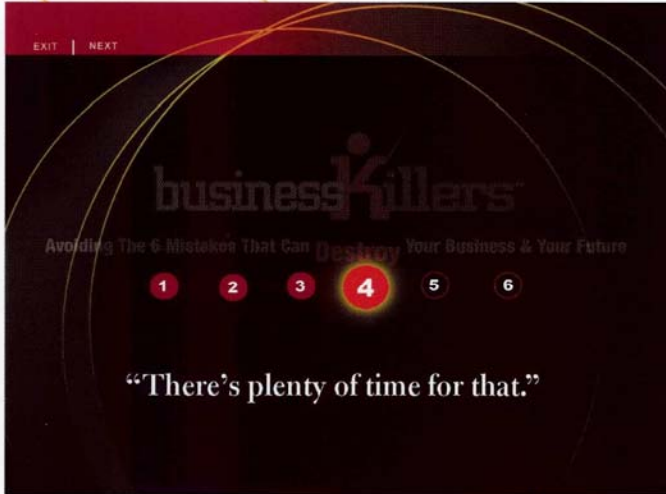 EXIT | NEXT
businessKillers™
Avoiding The 6 Mistakes That Can Destroy Your Business & Your Future
1 2 3 4 5 6
“There’s plenty of time for that.”